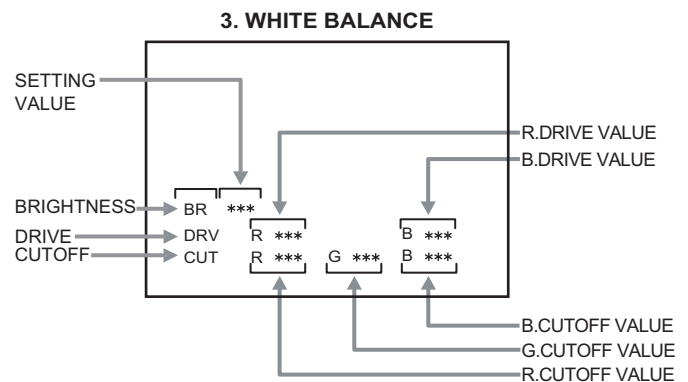 3. WHITE BALANCE
SETTING
VALUE
R.DRIVE VALUE
B.DRIVE VALUE
BRIGHTNESS BR ***
DRIVE DRV R *** B ***
CUTOFF CUT R *** G *** B ***
B.CUTOFF VALUE
G.CUTOFF VALUE
R.CUTOFF VALUE